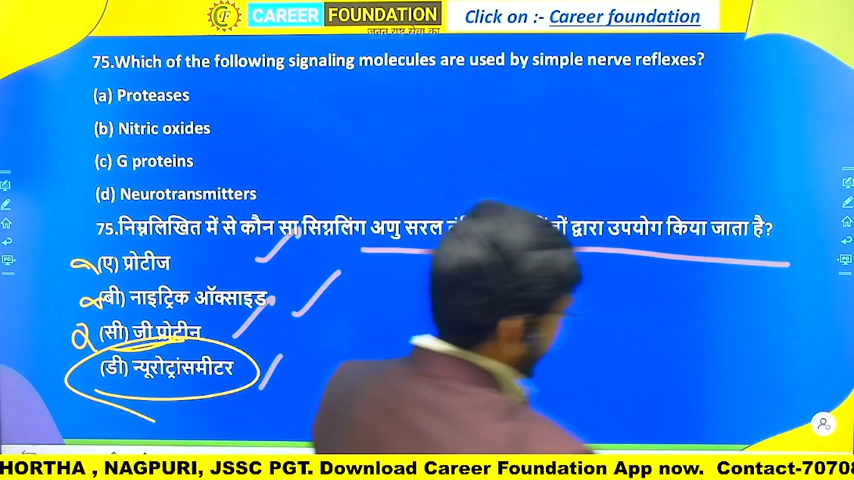 CAREER FOUNDATION
Click on :- Career foundation
75.Which of the following signaling molecules are used by simple nerve reflexes?
(a) Proteases
(b) Nitric oxides
(c) G proteins
(d) Neurotransmitters
75.निम्नलिखित में से कौन सा सिग्नलिंग अणु सरल द्वारा उपयोग किया जाता है?
(ए) प्रोटीज
(बी) नाइट्रिक ऑक्साइड
(सी) जी प्रोटीन
(डी) न्यूरोट्रांसमीटर
HORTHA , NAGPURI, JSSC PGT. Download Career Foundation App now. Contact-7070